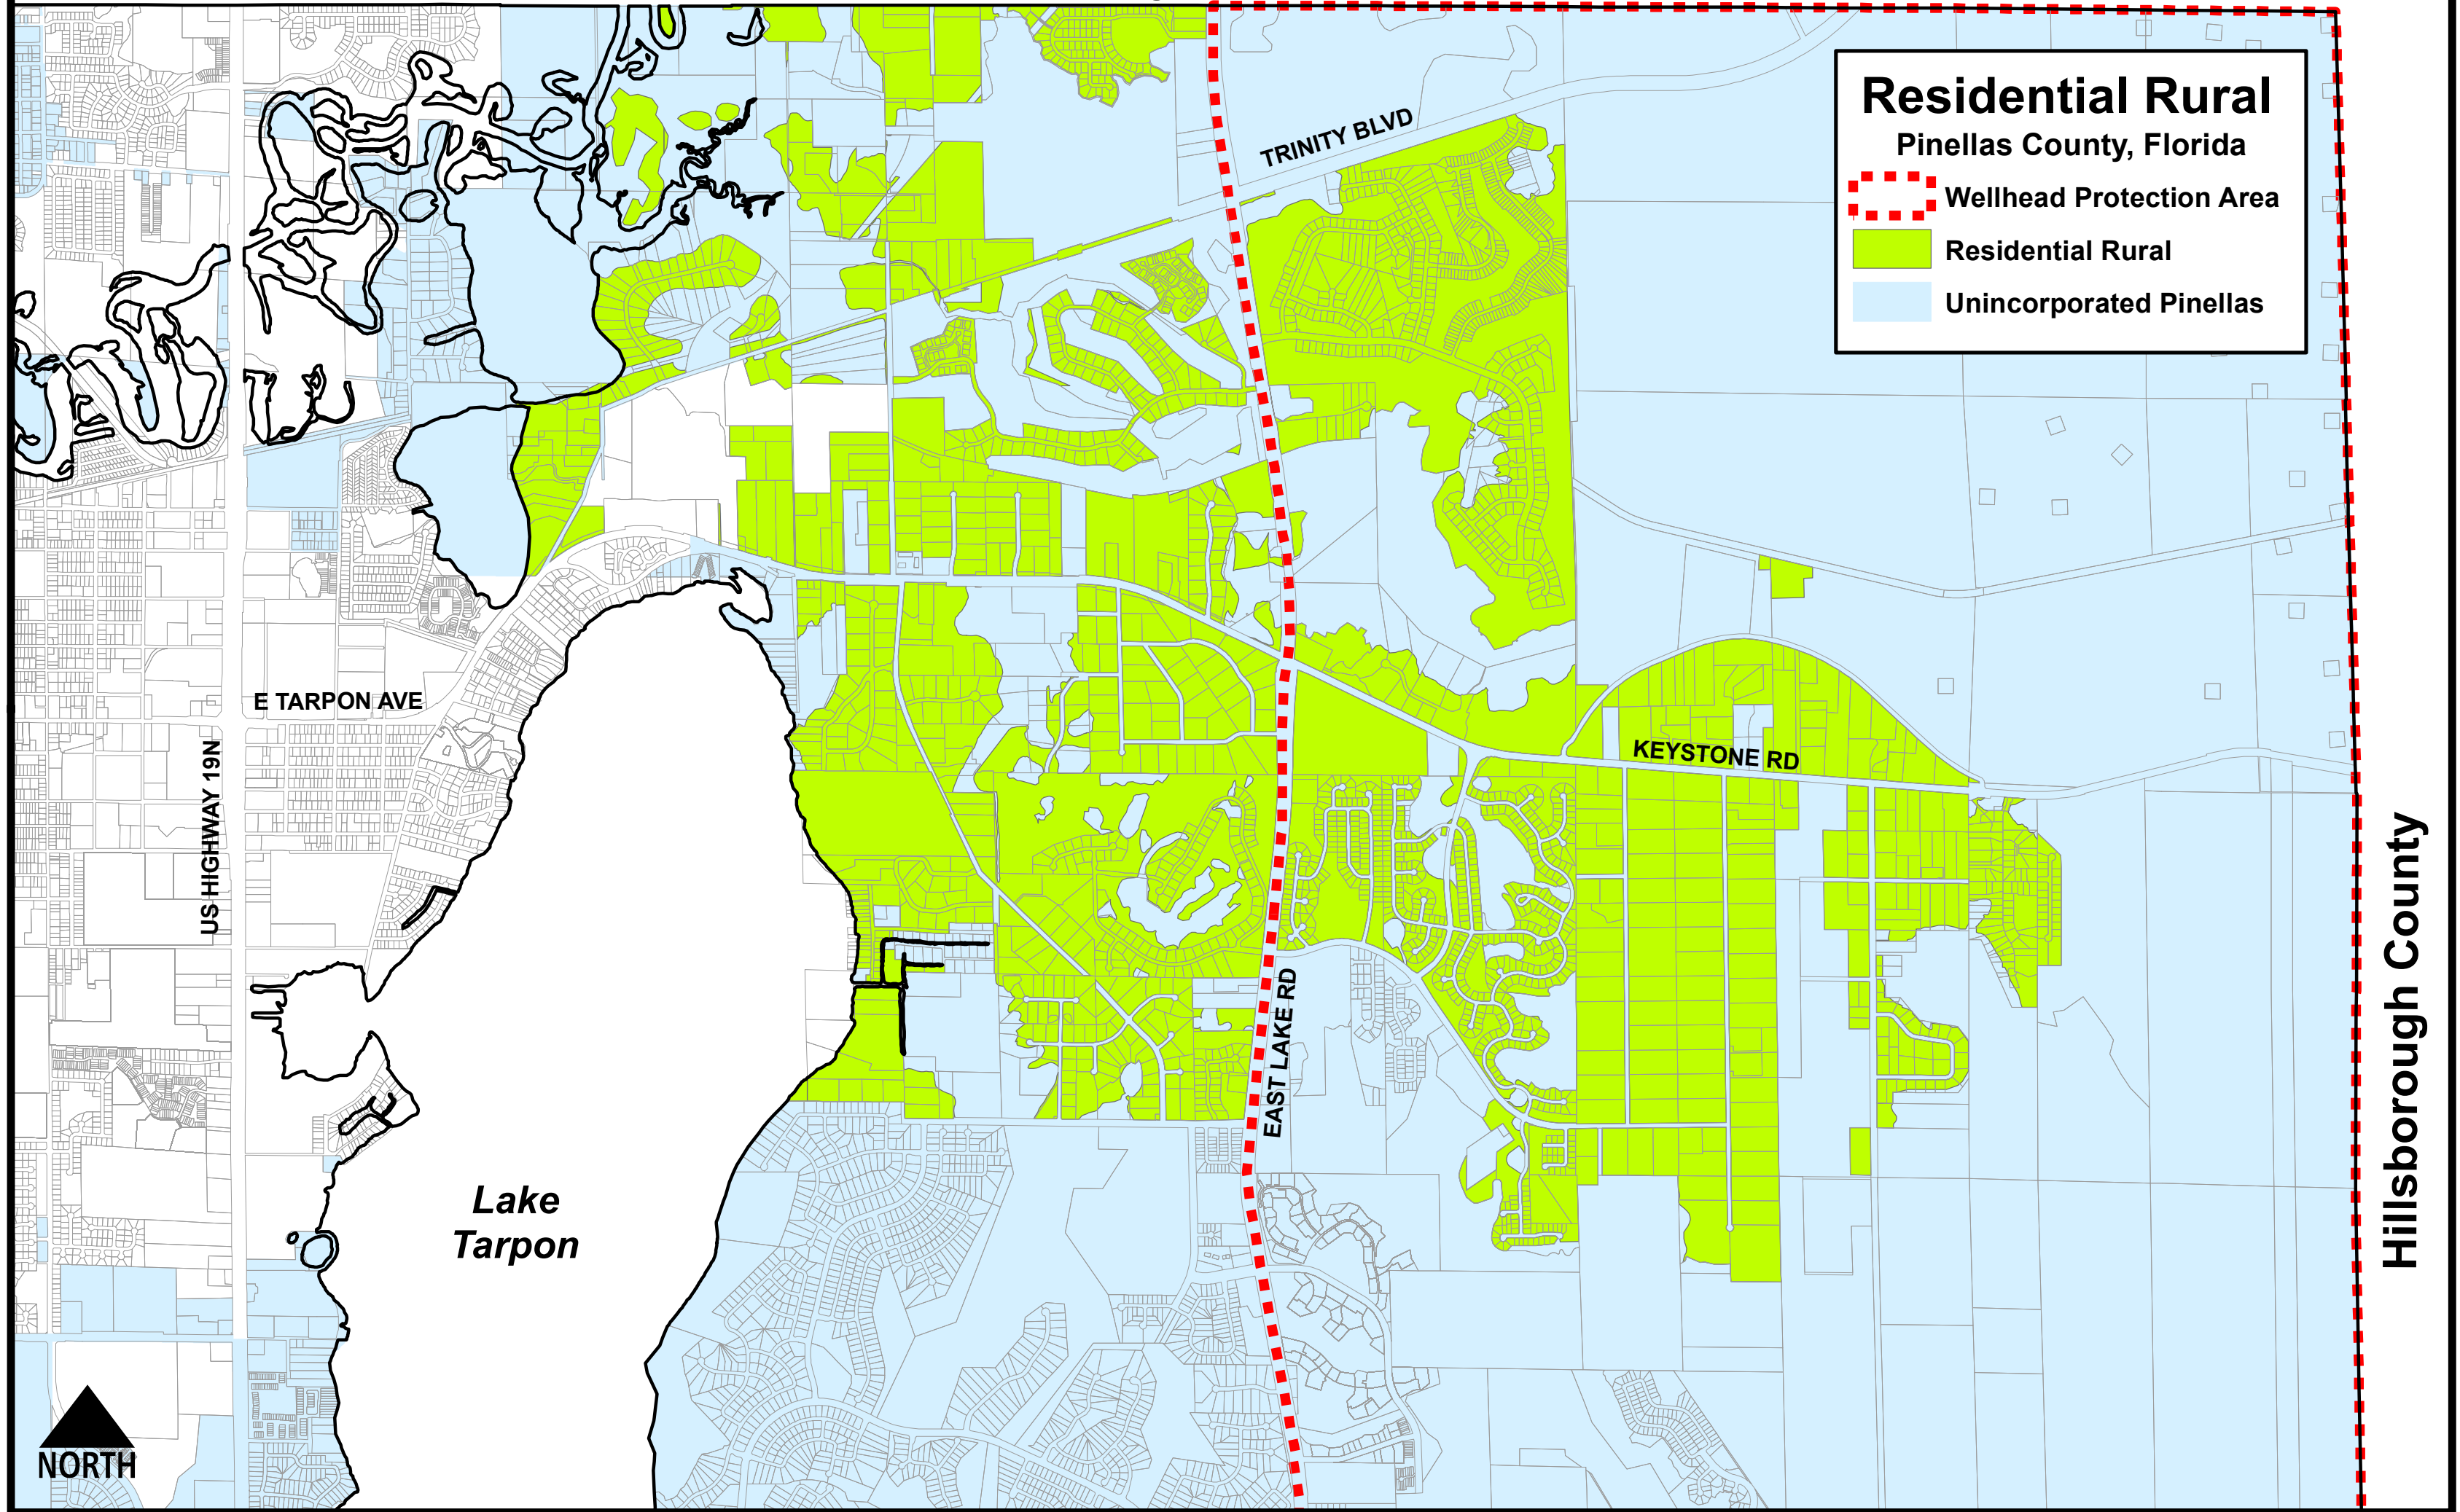 Residential Rural
Pinellas County, Florida
Wellhead Protection Area
Residential Rural
Unincorporated Pinellas
TRINITY BLVD
E TARPON AVE
US HIGHWAY 19N
KEYSTONE RD
EAST LAKE RD
Hillsborough County
Lake
Tarpon
NORTH